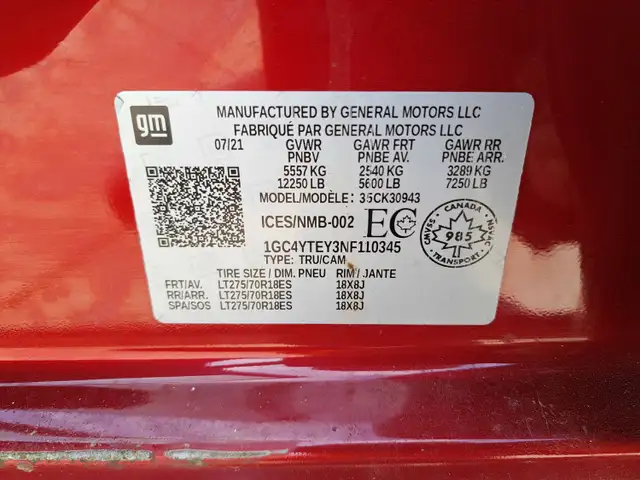 gm
MANUFACTURED BY GENERAL MOTORS LLC
FABRIQUÉ PAR GENERAL MOTORS LLC
07/21 GVWR GAWR FRT GAWR RR
PNBV PNBE AV. PNBE ARR.
5557 KG 2540 KG 3289 KG
12250 LB 5600 LB 7250 LB
MODEL/MODÈLE: 35CK30943
ICES/NMB-002 EC
CANADA
SVAC NSVAC
985
TRANSPORT
1GC4YTEY3NF110345
TYPE: TRU/CAM
TIRE SIZE / DIM. PNEU RIM / JANTE
FRT/AV. LT275/70R18ES 18X8J
RR/ARR. LT275/70R18ES 18X8J
SPA/SOS LT275/70R18ES 18X8J